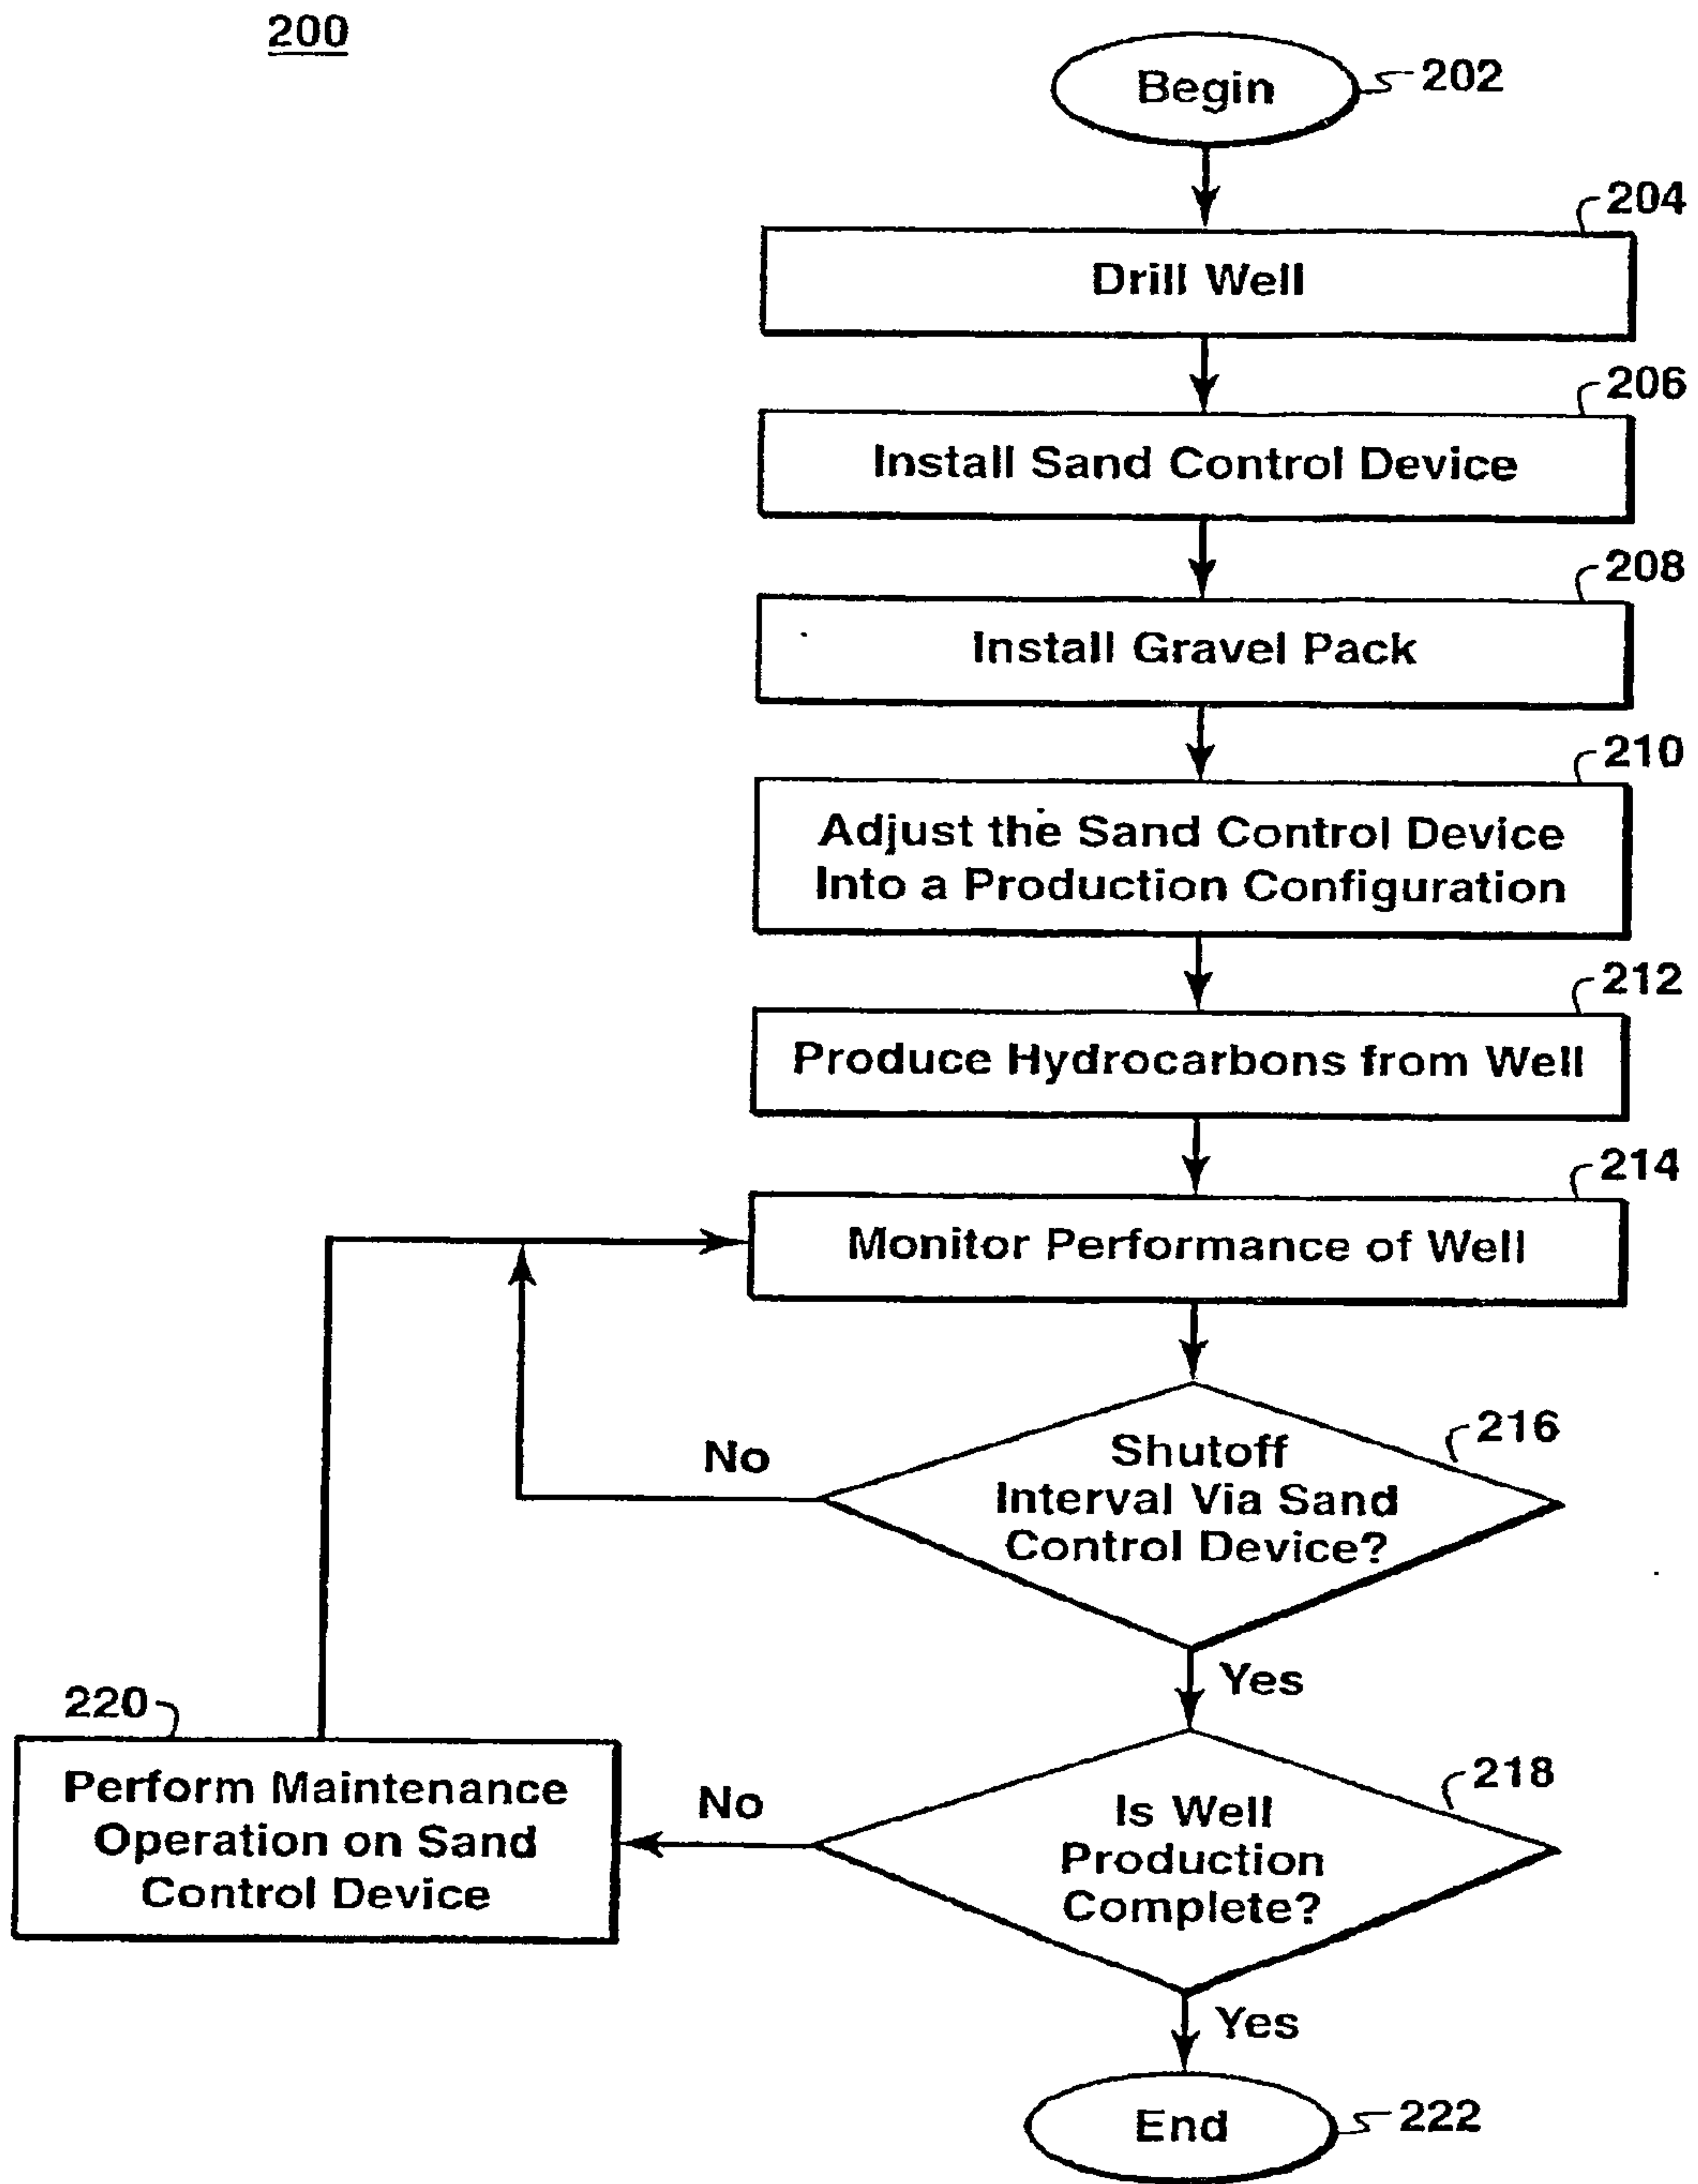 200
Begin
202
204
Drill Well
206
Install Sand Control Device
208
Install Gravel Pack
210
Adjust the Sand Control Device
Into a Production Configuration
212
Produce Hydrocarbons from Well
214
Monitor Performance of Well
216
No
Shutoff
Interval Via Sand
Control Device?
Yes
220
Perform Maintenance
Operation on Sand
Control Device
No
218
Is Well
Production
Complete?
Yes
End
222